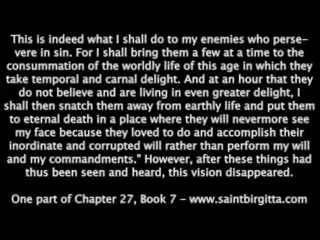 This is indeed what I shall do to my enemies who perse-
vere in sin. For I shall bring them a few at a time to the
consummation of the worldly life of this age in which they
take temporal and carnal delight. And at an hour that they
do not believe and are living in even greater delight, I
shall then snatch them away from earthly life and put them
to eternal death in a place where they will nevermore see
my face because they loved to do and accomplish their
inordinate and corrupted will rather than perform my will
and my commandments." However, after these things had
thus been seen and heard, this vision disappeared.
One part of Chapter 27, Book 7 - www.saintbirgitta.com